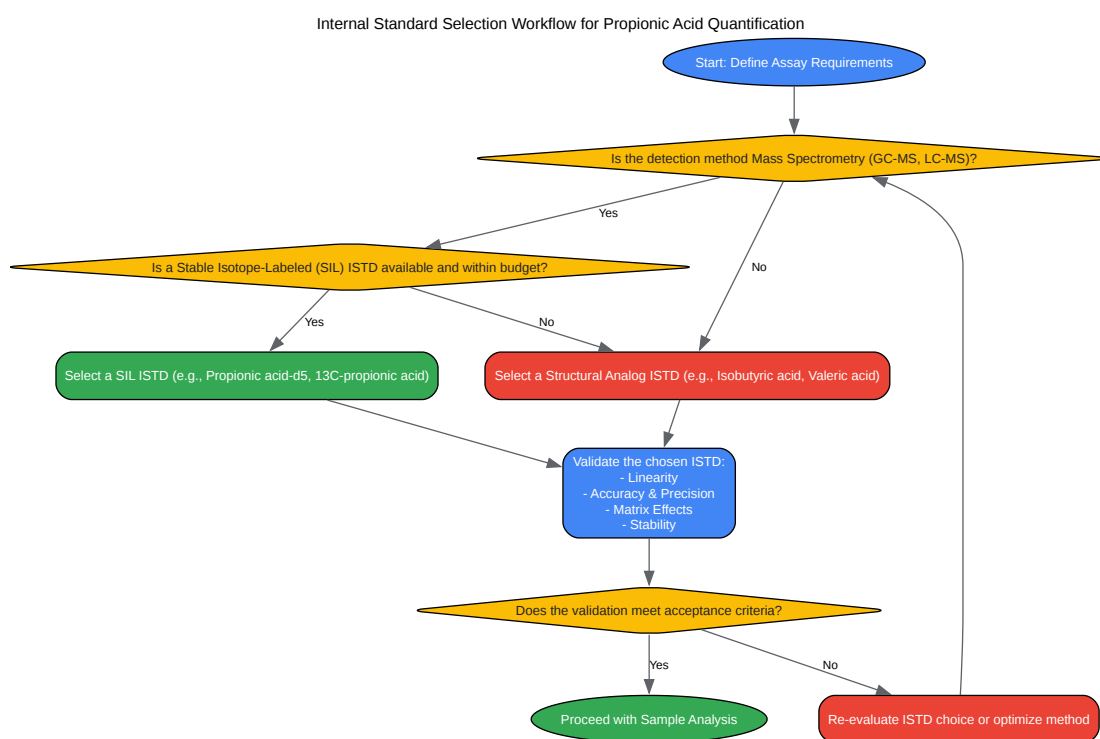 Internal Standard Selection Workflow for Propionic Acid Quantification
Start: Define Assay Requirements
Is the detection method Mass Spectrometry (GC-MS, LC-MS)?
Yes
No
Is a Stable Isotope-Labeled (SIL) ISTD available and within budget?
Yes
No
Select a SIL ISTD (e.g., Propionic acid-d5, 13C-propionic acid)
Select a Structural Analog ISTD (e.g., Isobutyric acid, Valeric acid)
Validate the chosen ISTD:
- Linearity
- Accuracy & Precision
- Matrix Effects
- Stability
Does the validation meet acceptance criteria?
Yes
No
Proceed with Sample Analysis
Re-evaluate ISTD choice or optimize method